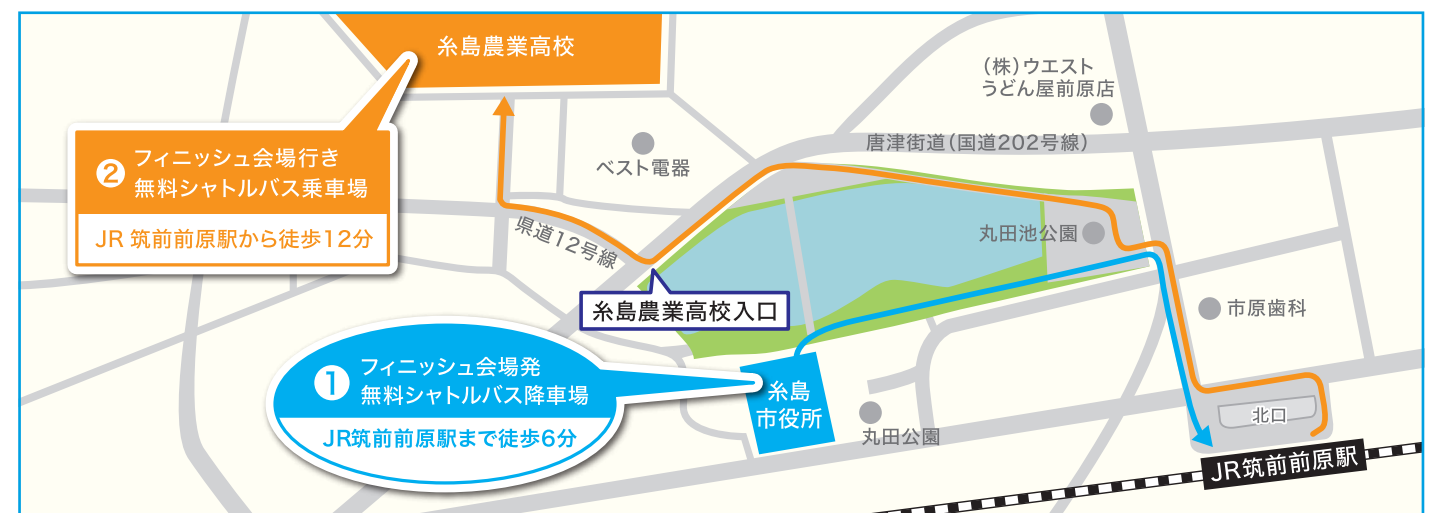 糸島農業高校
(株)ウエスト
うどん屋前原店
唐津街道(国道202号線)
ベスト電器
❷ フィニッシュ会場行き
無料シャトルバス乗車場
JR 筑前前原駅から徒歩12分
県道12号線
丸田池公園
糸島農業高校入口
市原歯科
❶ フィニッシュ会場発
無料シャトルバス降車場
JR筑前前原駅まで徒歩6分
糸島
市役所
丸田公園
北口
JR筑前前原駅